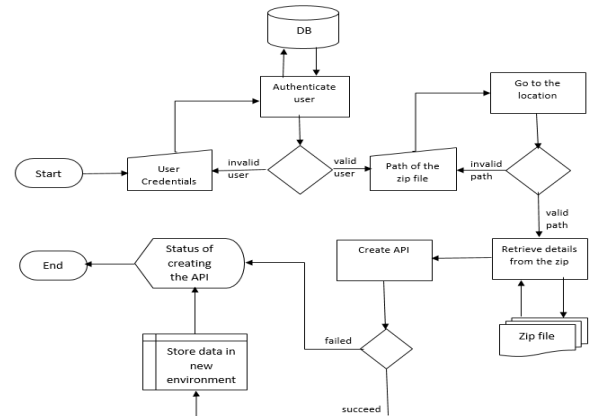 DB
Authenticate
user
Go to the
location
Start
User
Credentials
invalid
user
valid
user
Path of the
zip file
invalid
path
valid
path
End
Status of
creating
the API
Create API
Retrieve details
from the zip
Zip file
failed
Store data in
new
environment
succeed